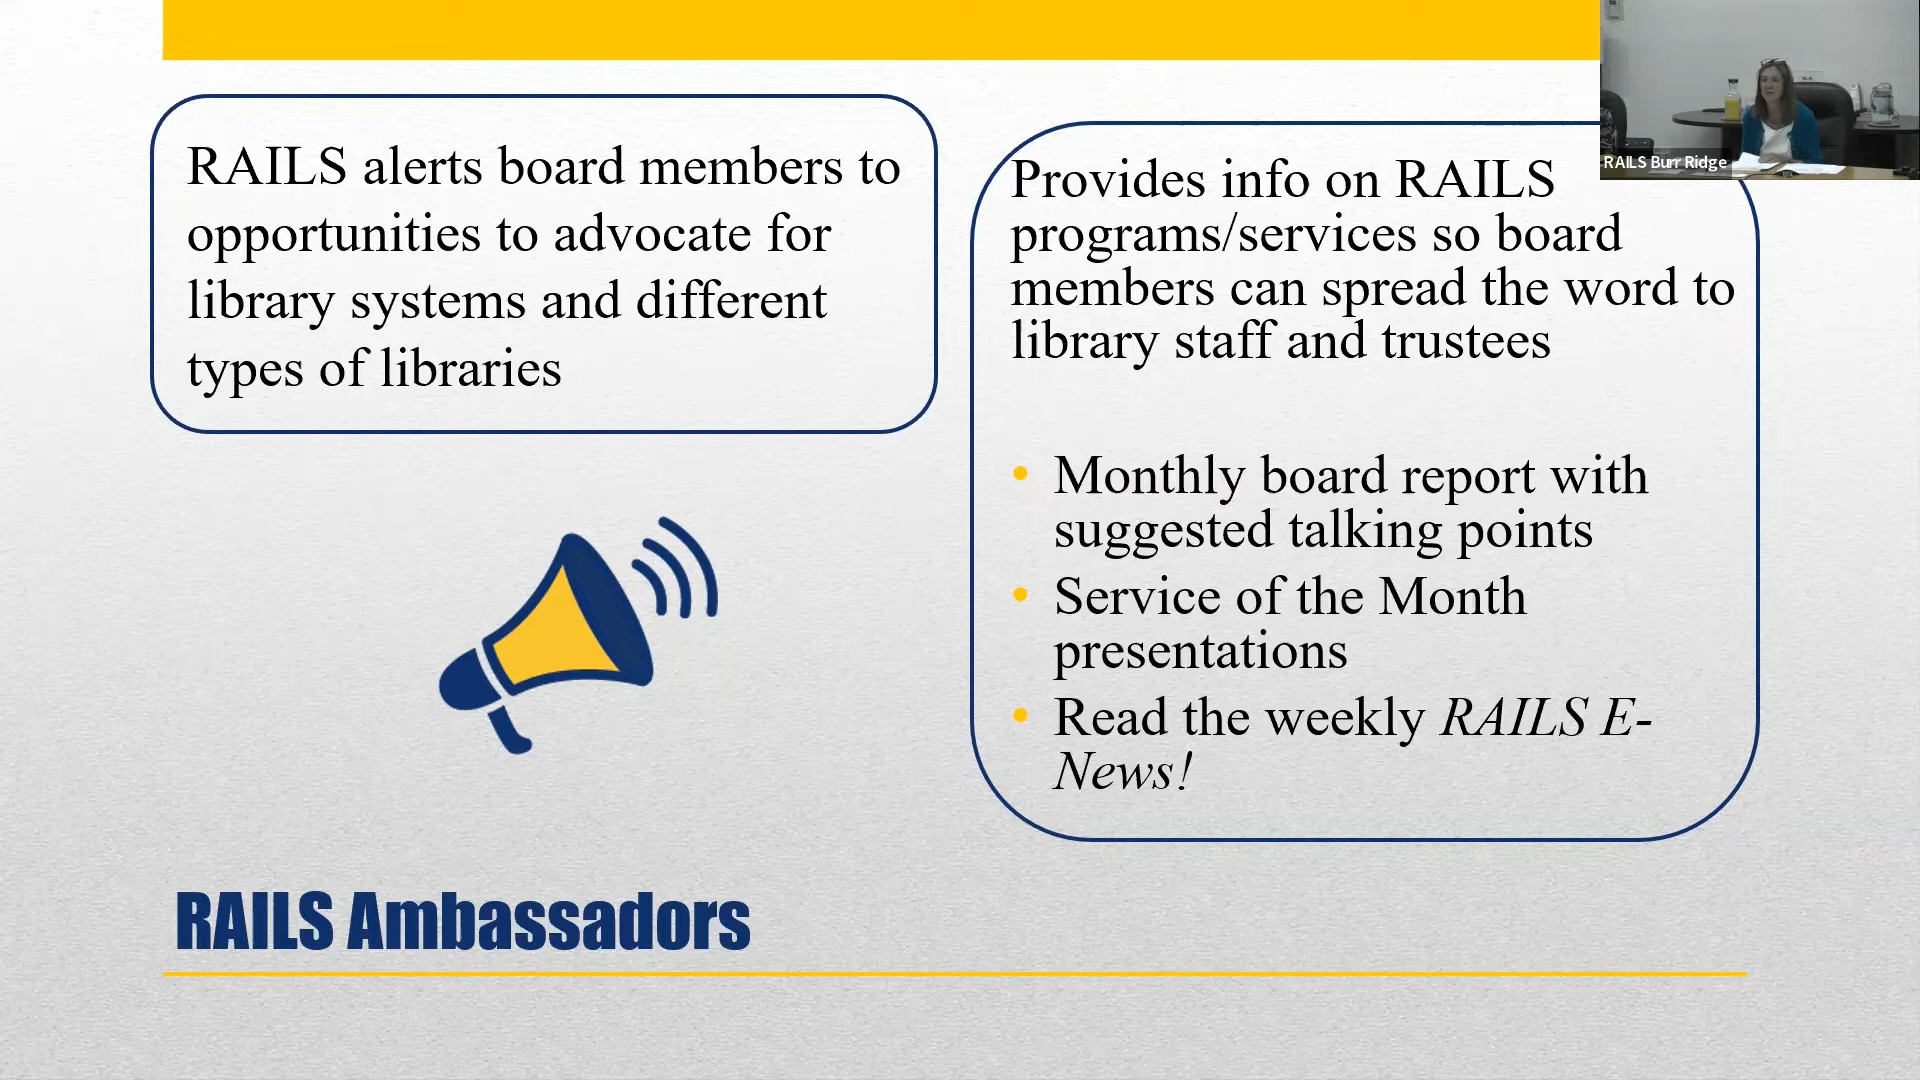 RAILS alerts board members to
opportunities to advocate for
library systems and different
types of libraries
Provides info on RAILS
programs/services so board
members can spread the word to
library staff and trustees
• Monthly board report with
suggested talking points
• Service of the Month
presentations
• Read the weekly RAILS E-
News!
RAILS Ambassadors
RAILS Burr Ridge